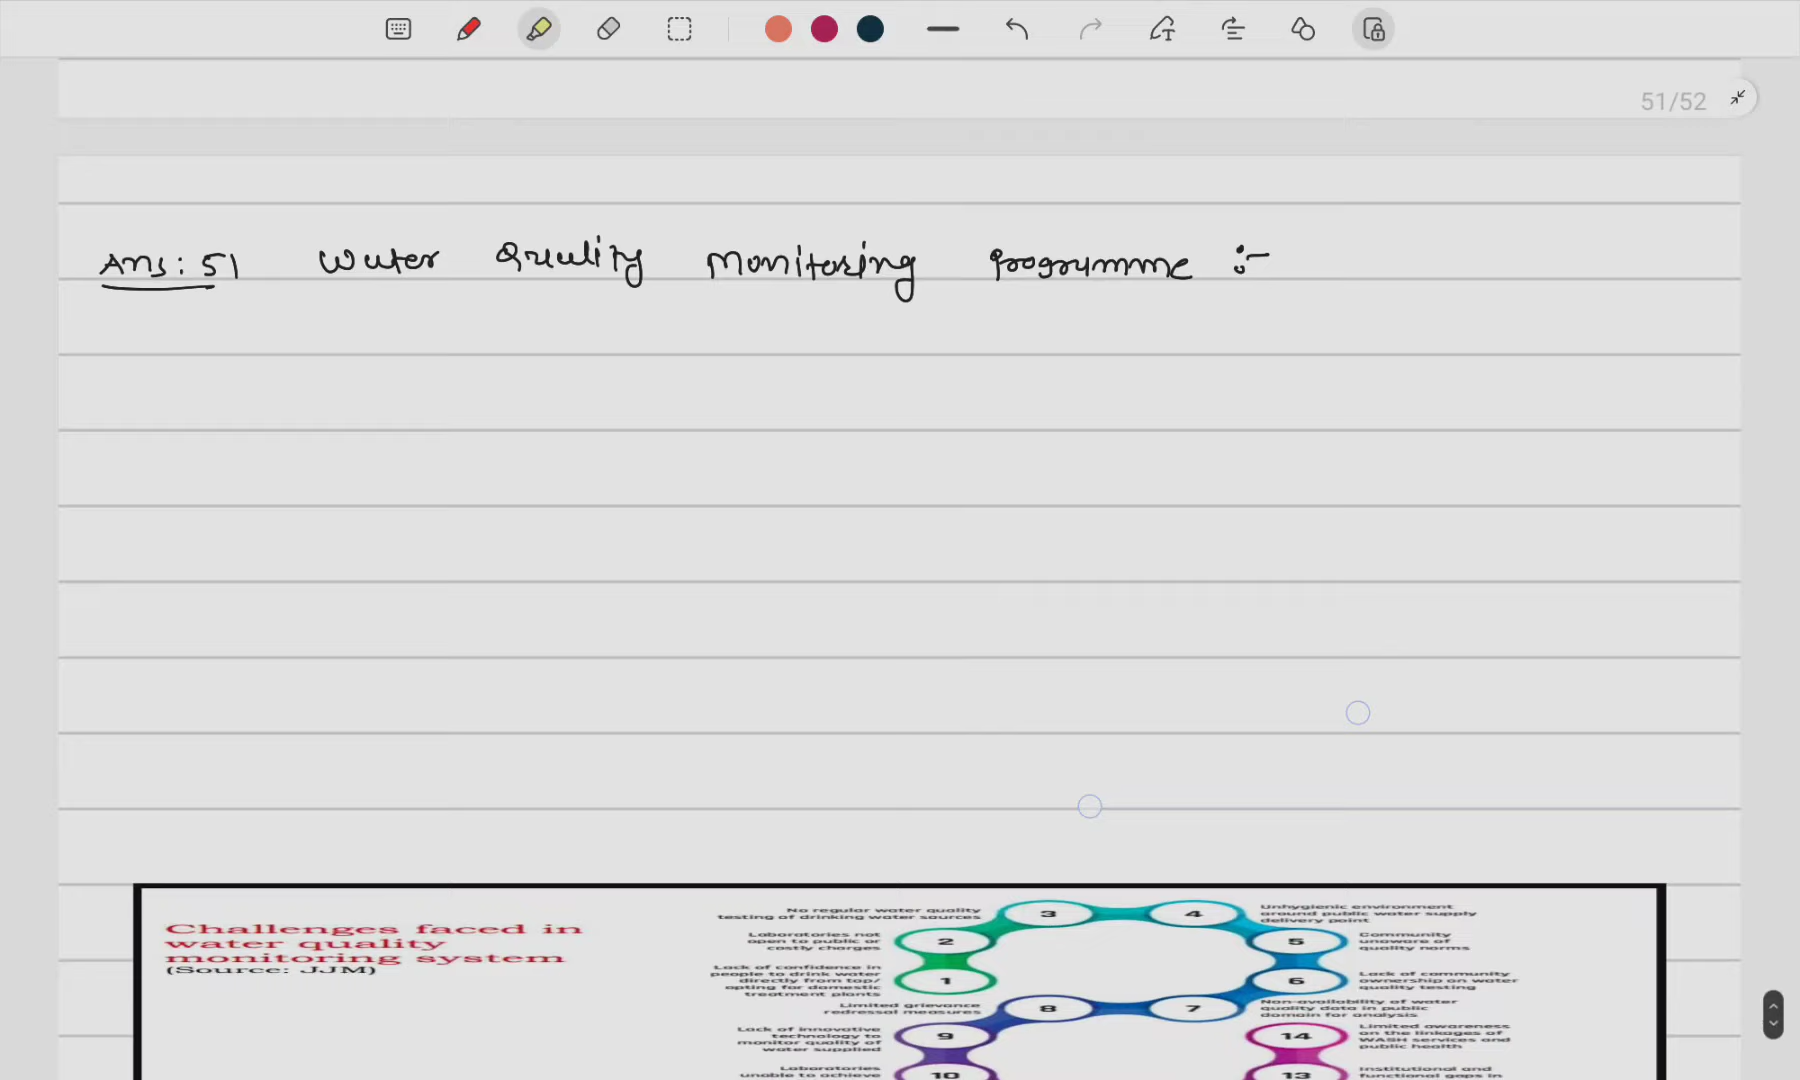 51/52
Ans: 51 Water Quality Monitoring Programme :-
Challenges faced in
water quality
monitoring system
(Source: JJM)
No regular water quality
testing of drinking water sources
3
4
Unhygienic environment
around public water supply
delivery point
Laboratories not
open to public or
costly charges
2
5
Community
unaware of
quality norms
Lack of confidence in
people to drink water
directly from tap/
opting for domestic
treatment plants
1
6
Lack of community
ownership on water
quality testing
Limited grievance
redressal measures
8
7
Non-availability of water
quality data in public
domain for analysis
Lack of innovative
technology to
monitor quality of
water supplied
9
14
Limited awareness
on the linkages of
WASH services and
public health
Laboratories
unable to achieve
10
13
Institutional and
functional gaps in